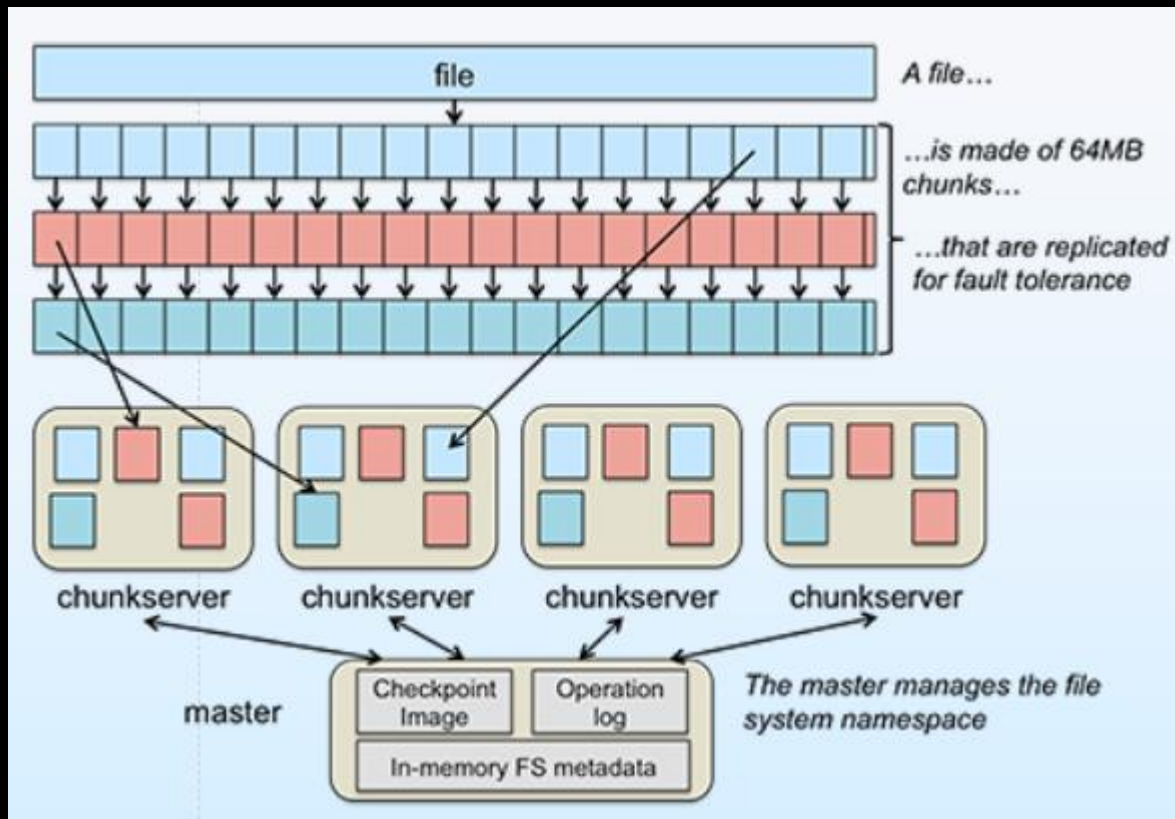 file
A file…
…is made of 64MB
chunks…
…that are replicated
for fault tolerance
chunkserver
chunkserver
chunkserver
chunkserver
master
Checkpoint
Image
Operation
log
In-memory FS metadata
The master manages the file
system namespace